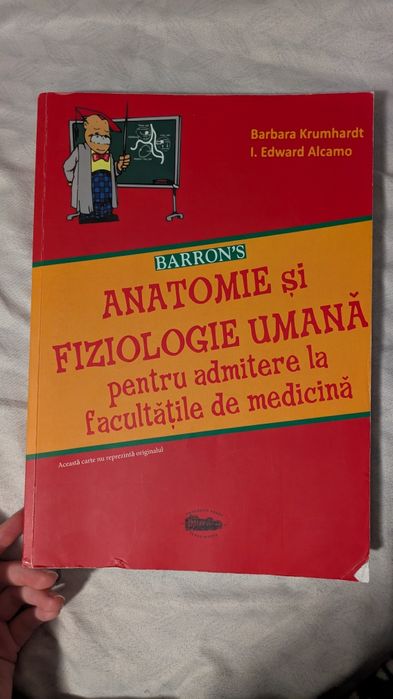 Barbara Krumhardt
I. Edward Alcamo
BARRON'S
ANATOMIE și
FIZIOLOGIE UMANĂ
pentru admitere la
facultățile de medicină
Această carte nu reprezintă originalul